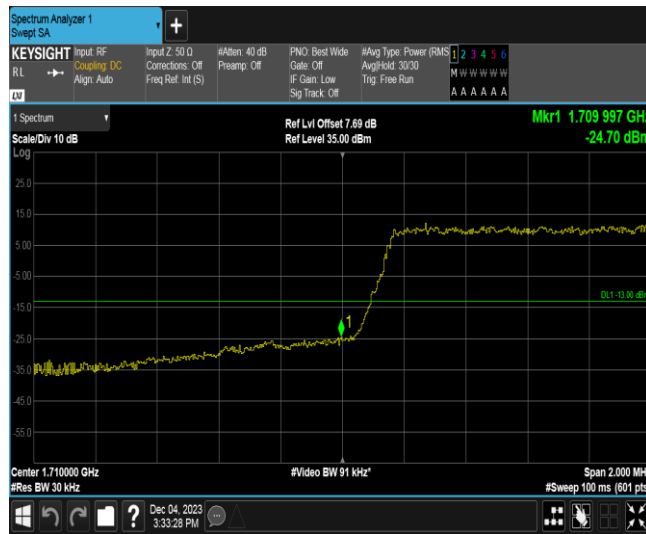 Spectrum Analyzer 1
Swept SA
KEYSIGHT
RL
LXI
Input: RF
Coupling: DC
Align: Auto
Input Z: 50 Ω
Corrections: Off
Freq Ref: Int (S)
#Atten: 40 dB
Preamp: Off
PNO: Best Wide
Gate: Off
IF Gain: Low
Sig Track: Off
#Avg Type: Power (RMS
Avg|Hold: 30/30
Trig: Free Run
1 2 3 4 5 6
M W W W W W
A A A A A A
1 Spectrum
Scale/Div 10 dB
Log
Ref Lvl Offset 7.69 dB
Ref Level 35.00 dBm
Mkr1 1.709 997 GHz
-24.70 dBm
25.0
15.0
5.00
-5.00
-15.0
-25.0
-35.0
-45.0
-55.0
DL1 -13.00 dBm
1
Center 1.710000 GHz
#Res BW 30 kHz
#Video BW 91 kHz*
Span 2.000 MH
#Sweep 100 ms (601 pts
?
Dec 04, 2023
3:33:28 PM